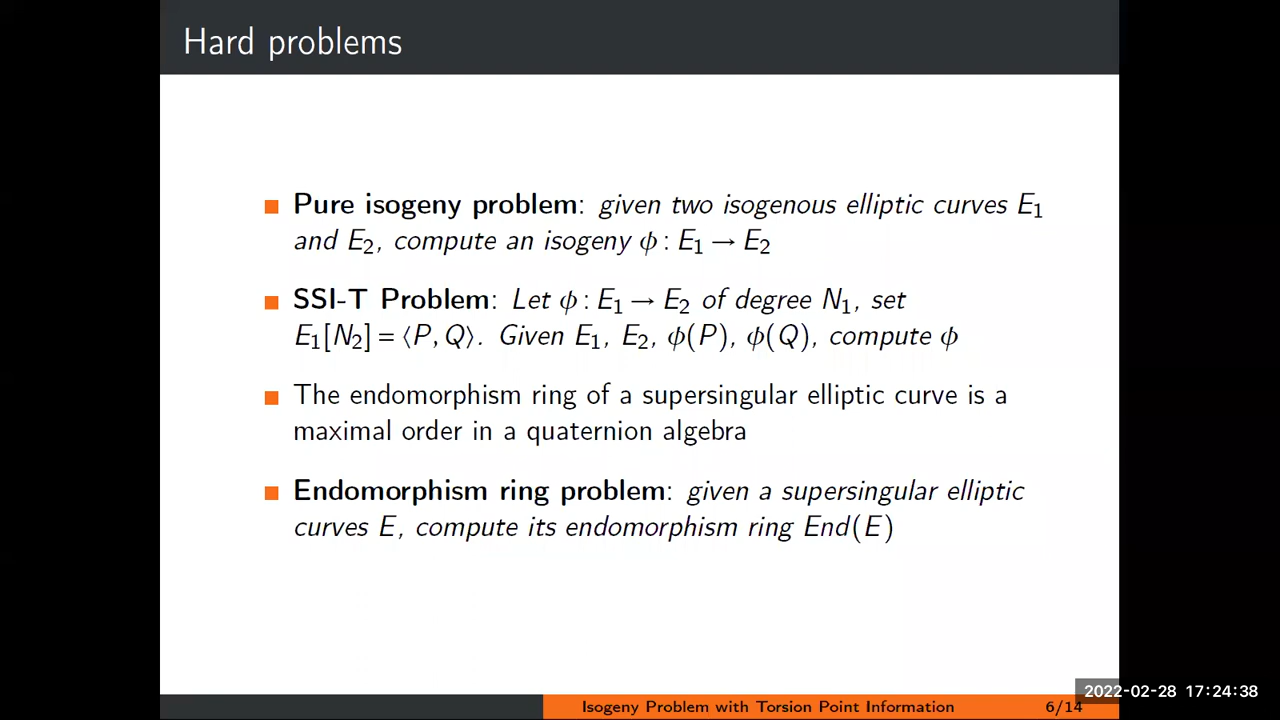 Hard problems
Pure isogeny problem: given two isogenous elliptic curves E₁
and E₂, compute an isogeny ϕ : E₁ → E₂
SSI-T Problem: Let ϕ : E₁ → E₂ of degree N₁, set
E₁[N₂] = ⟨P, Q⟩. Given E₁, E₂, ϕ(P), ϕ(Q), compute ϕ
The endomorphism ring of a supersingular elliptic curve is a
maximal order in a quaternion algebra
Endomorphism ring problem: given a supersingular elliptic
curves E, compute its endomorphism ring End(E)
2022-02-28 17:24:38
Isogeny Problem with Torsion Point Information 6/14